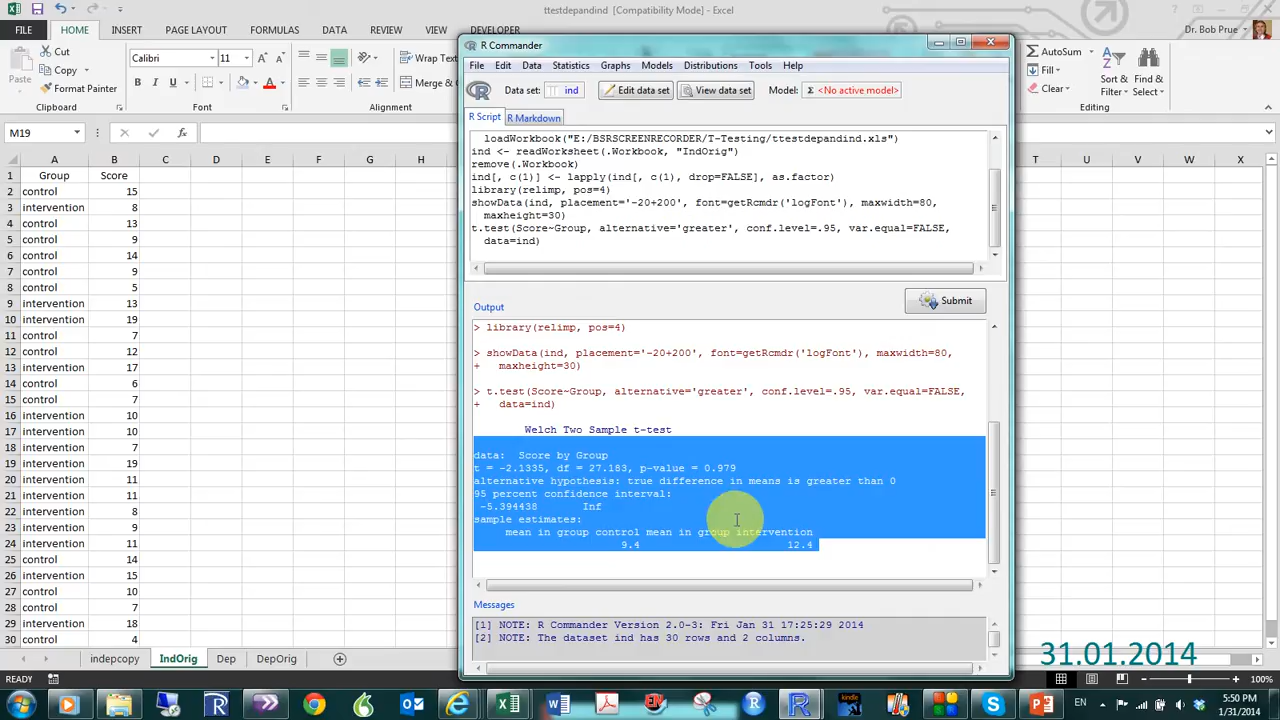 ttestdepandind [Compatibility Mode] - Excel
FILE HOME INSERT PAGE LAYOUT FORMULAS DATA REVIEW VIEW DEVELOPER Dr. Bob Prue
Cut
Copy
Format Painter
Paste
Clipboard
Calibri 11
B I U
Font
Wrap Text
Merge &
Alignment
AutoSum
Fill
Clear
Sort & Find &
Filter Select
Editing
M19
A B C D E F G H T U V W X
1 Group Score
2 control 15
3 intervention 8
4 control 13
5 control 9
6 control 14
7 control 9
8 control 5
9 intervention 13
10 intervention 19
11 control 7
12 control 12
13 intervention 17
14 control 6
15 control 7
16 intervention 10
17 control 10
18 intervention 7
19 intervention 19
20 intervention 11
21 intervention 11
22 intervention 8
23 intervention 9
24 intervention 11
25 control 14
26 intervention 15
27 control 10
28 control 7
29 intervention 18
30 control 4
indepcopy IndOrig Dep DepOrig
READY
100%
R Commander
File Edit Data Statistics Graphs Models Distributions Tools Help
Data set: ind Edit data set View data set Model: Σ <No active model>
R Script R Markdown
loadWorkbook("E:/BSRSCREENRECORDER/T-Testing/ttestdepandind.xls")
ind <- readWorksheet(.Workbook, "IndOrig")
remove(.Workbook)
ind[, c(1)] <- lapply(ind[, c(1), drop=FALSE], as.factor)
library(relimp, pos=4)
showData(ind, placement='-20+200', font=getRcmdr('logFont'), maxwidth=80,
maxheight=30)
t.test(Score~Group, alternative='greater', conf.level=.95, var.equal=FALSE,
data=ind)
Output
Submit
> library(relimp, pos=4)
> showData(ind, placement='-20+200', font=getRcmdr('logFont'), maxwidth=80,
+ maxheight=30)
> t.test(Score~Group, alternative='greater', conf.level=.95, var.equal=FALSE,
+ data=ind)
Welch Two Sample t-test
data: Score by Group
t = -2.1335, df = 27.183, p-value = 0.979
alternative hypothesis: true difference in means is greater than 0
95 percent confidence interval:
-5.394438 Inf
sample estimates:
mean in group control mean in group intervention
9.4 12.4
Messages
[1] NOTE: R Commander Version 2.0-3: Fri Jan 31 17:25:29 2014
[2] NOTE: The dataset ind has 30 rows and 2 columns.
31.01.2014
EN
5:50 PM
1/31/2014